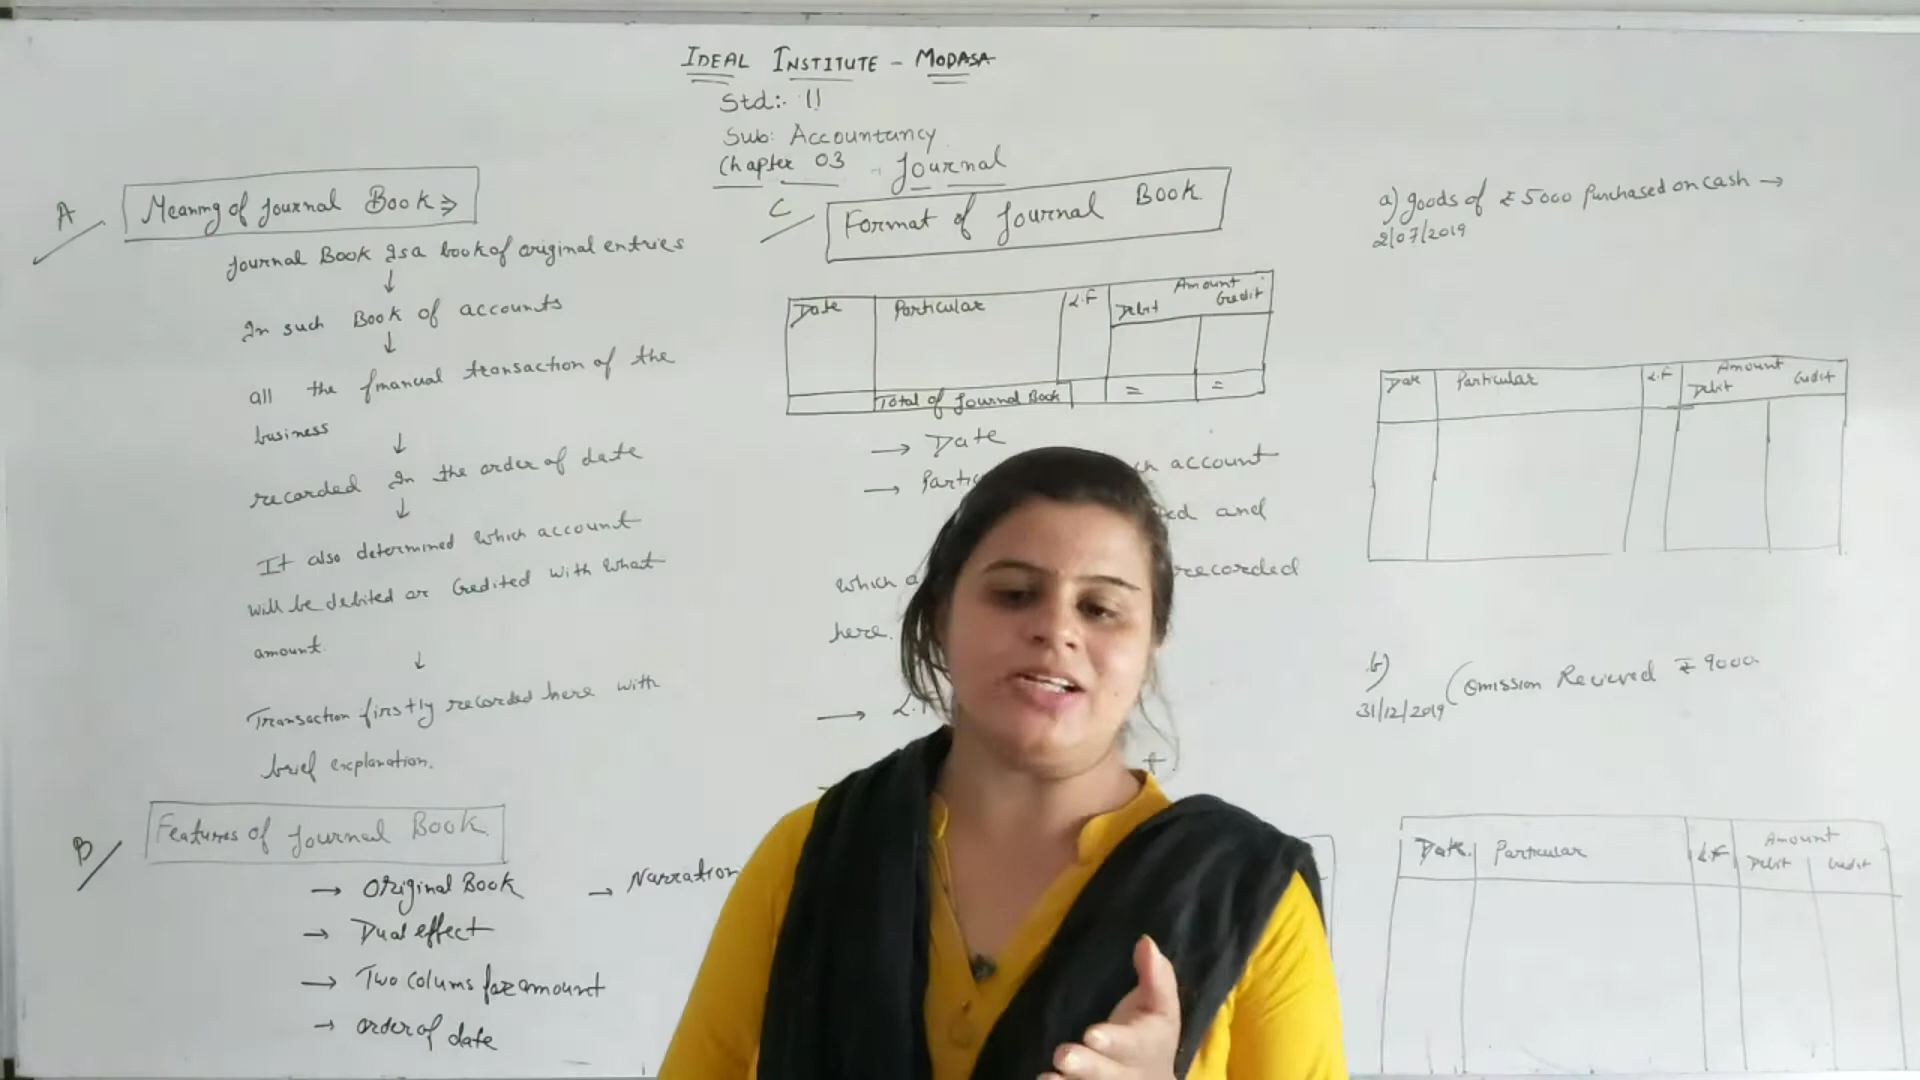 IDEAL INSTITUTE - MODASA
Std:- 11
Sub: Accountancy
Chapter 03 - Journal
A
Meaning of Journal Book ⇒
Journal Book Is a book of original entries
↓
In such Book of accounts
↓
all the financial transaction of the
business
↓
recorded In the order of date
↓
It also determined which account
will be debited or Credited with what
amount.
↓
Transaction firstly recorded here with
brief explanation.
B
Features of Journal Book
→ Original Book
→ Narration
→ Dual effect
→ Two Colums for amount
→ order of date
C
Format of Journal Book
Date Particular L.F Amount
Debit Credit
Total of Journal Book = =
→ Date
→ account
and
which recorded
here.
→ L.F
a) goods of ₹ 5000 Purchased on cash →
2/07/2019
Date Particular L.F Amount
Debit Credit
b) Comission Recieved ₹ 9000
31/12/2019
Date Particular L.F Amount
Debit Credit